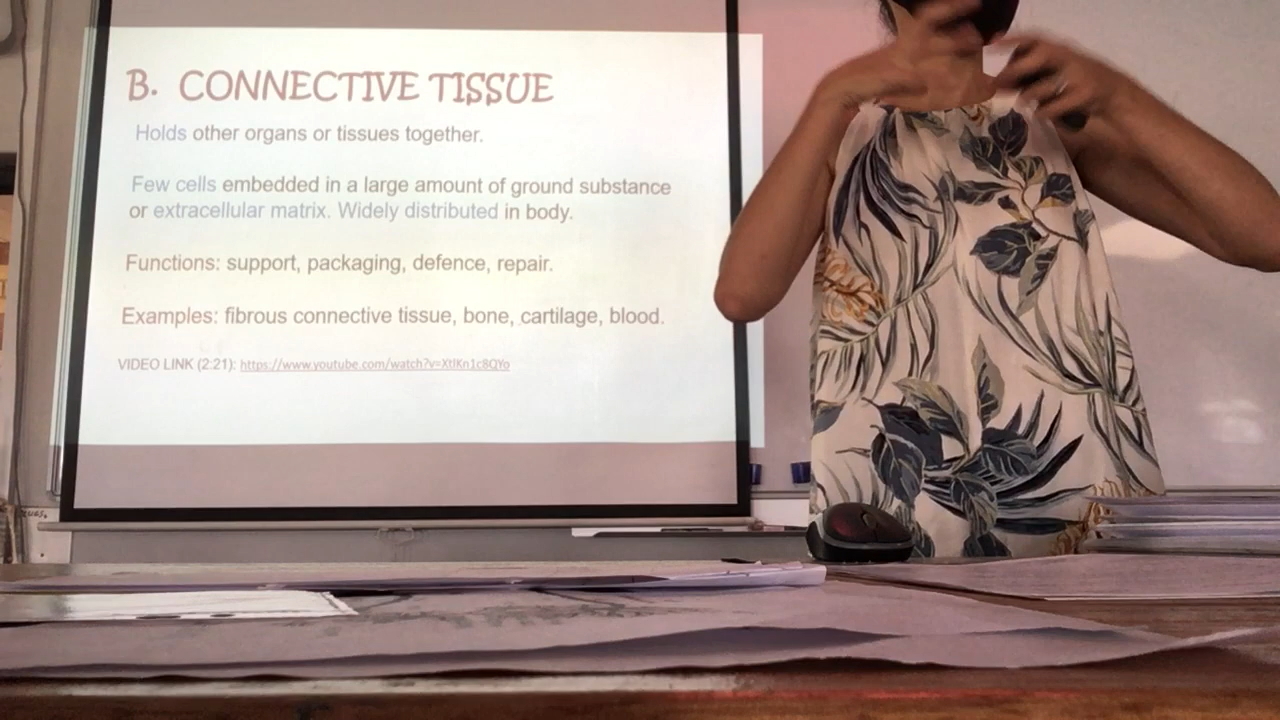 B. CONNECTIVE TISSUE
Holds other organs or tissues together.
Few cells embedded in a large amount of ground substance
or extracellular matrix. Widely distributed in body.
Functions: support, packaging, defence, repair.
Examples: fibrous connective tissue, bone, cartilage, blood.
VIDEO LINK (2:21): https://www.youtube.com/watch?v=XtlKn1c8QYo